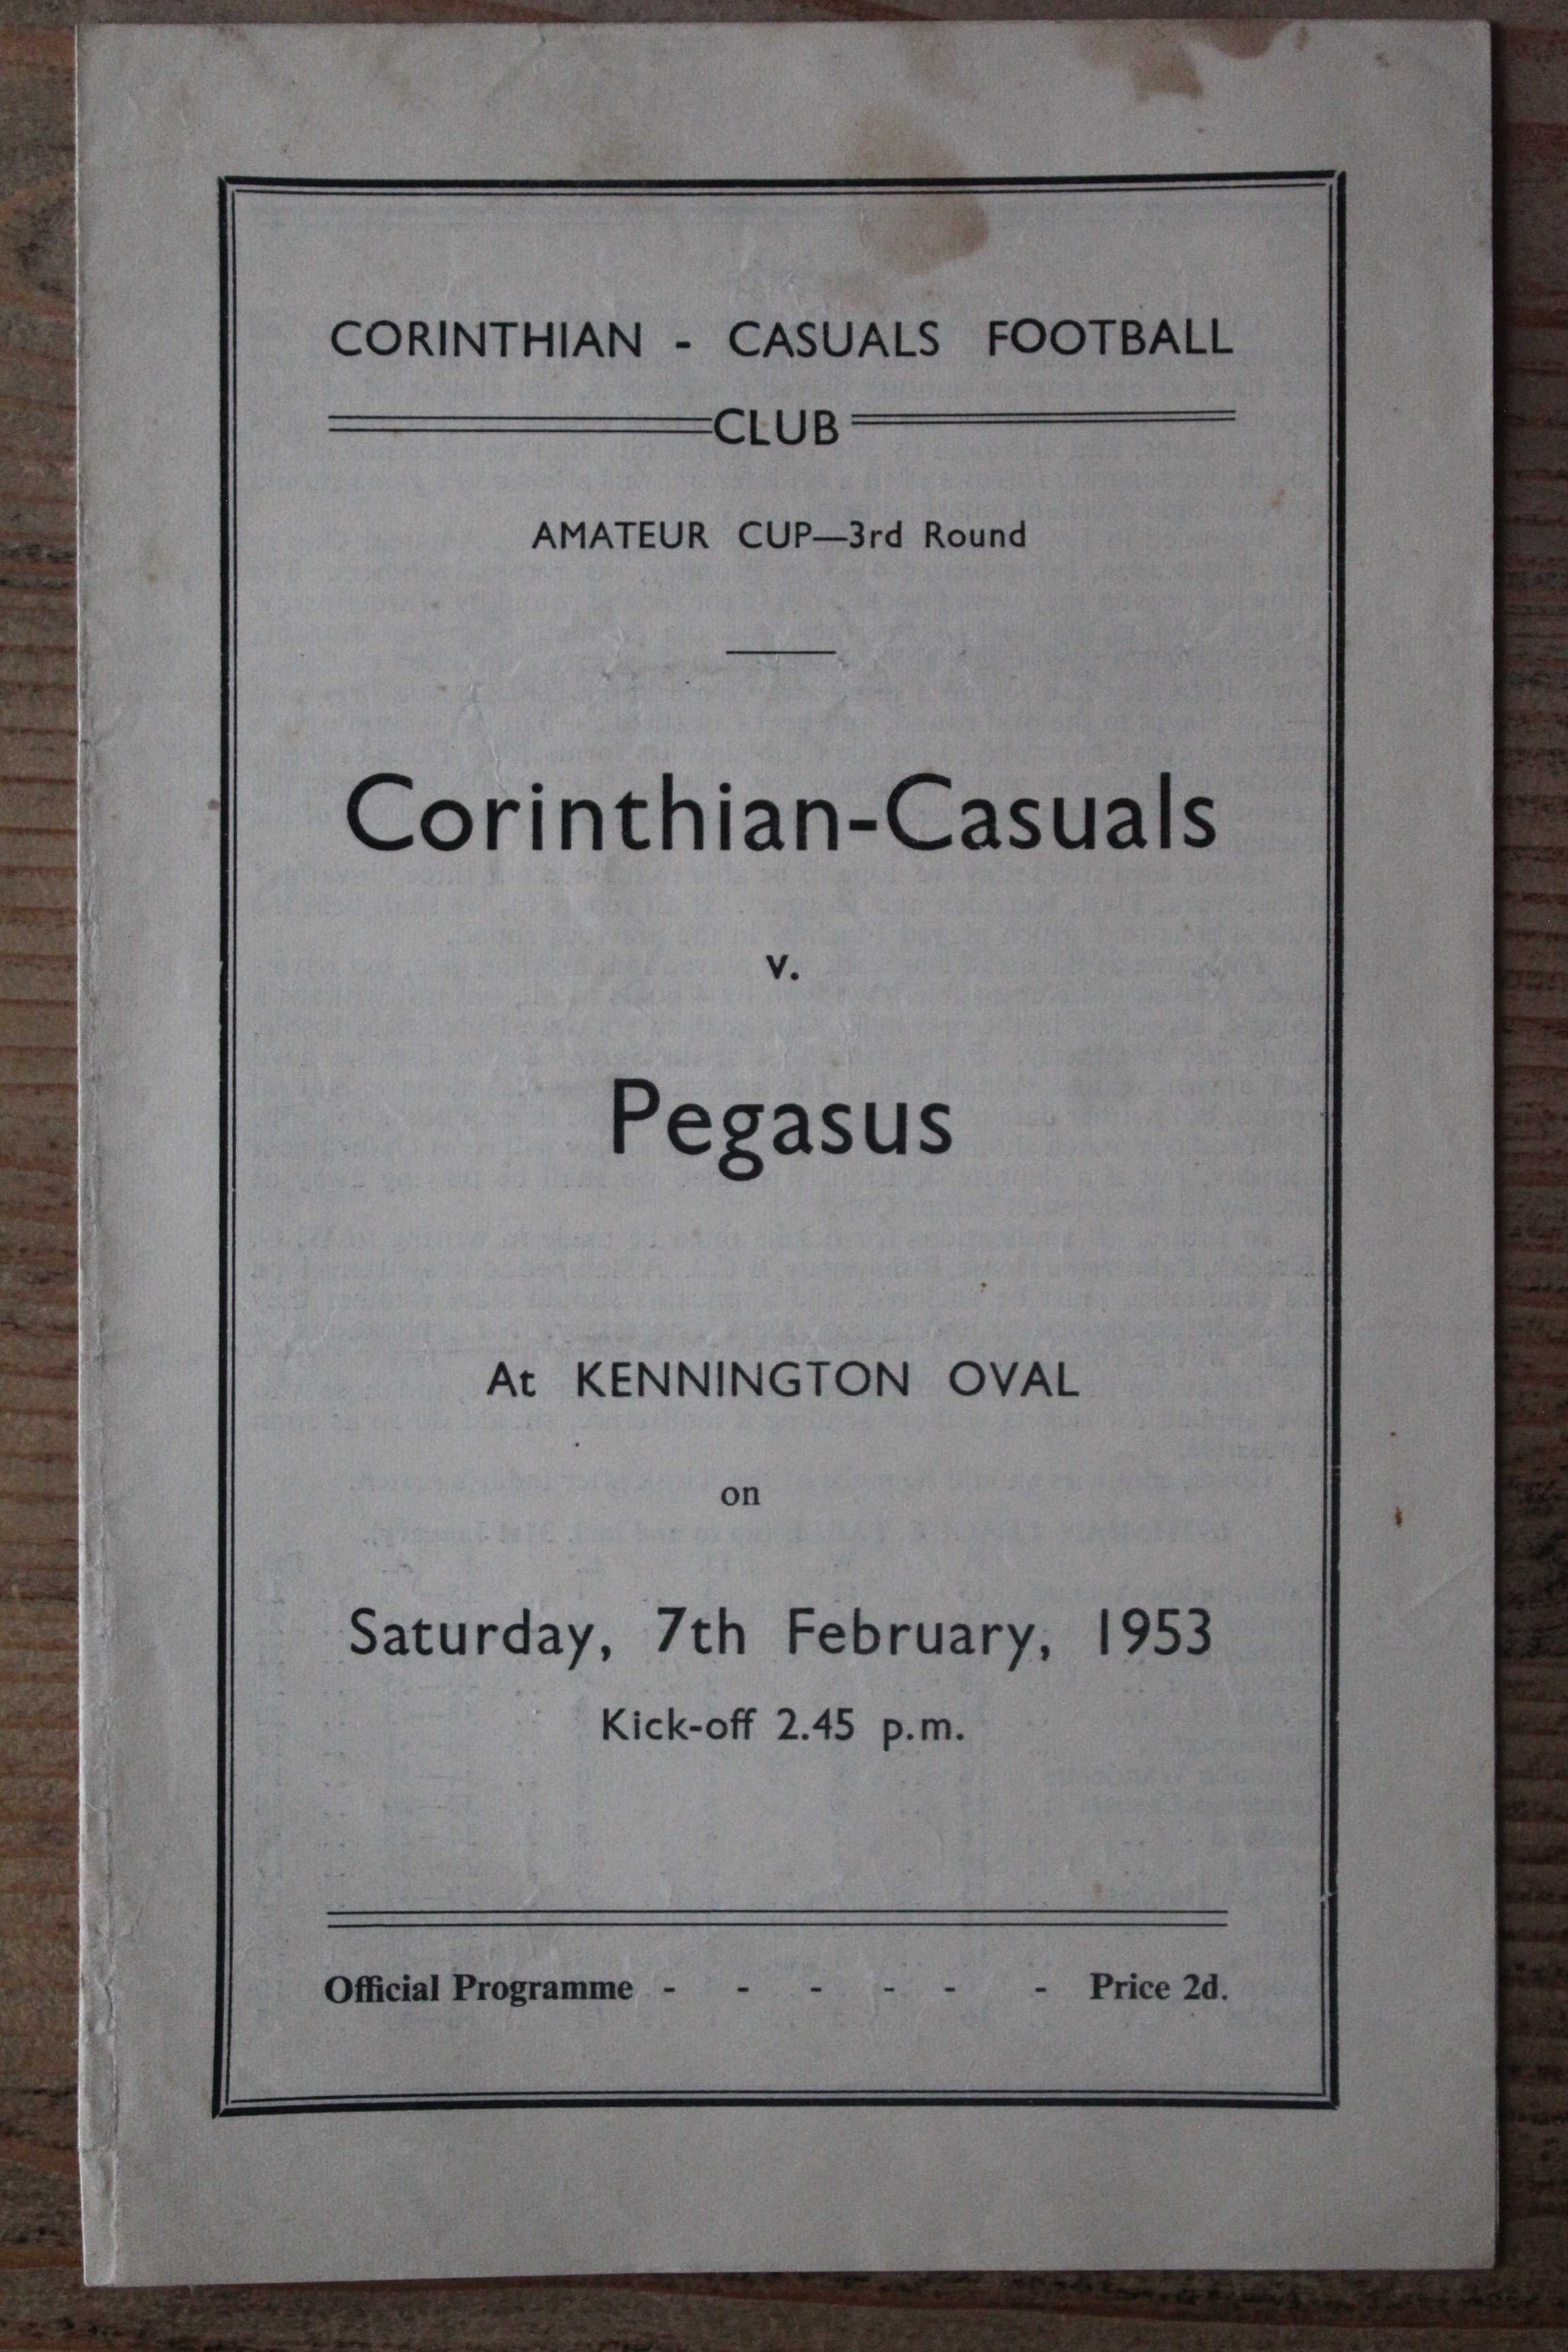 CORINTHIAN - CASUALS FOOTBALL
CLUB
AMATEUR CUP—3rd Round
Corinthian-Casuals
v.
Pegasus
At KENNINGTON OVAL
on
Saturday, 7th February, 1953
Kick-off 2.45 p.m.
Official Programme - - - - - - Price 2d.